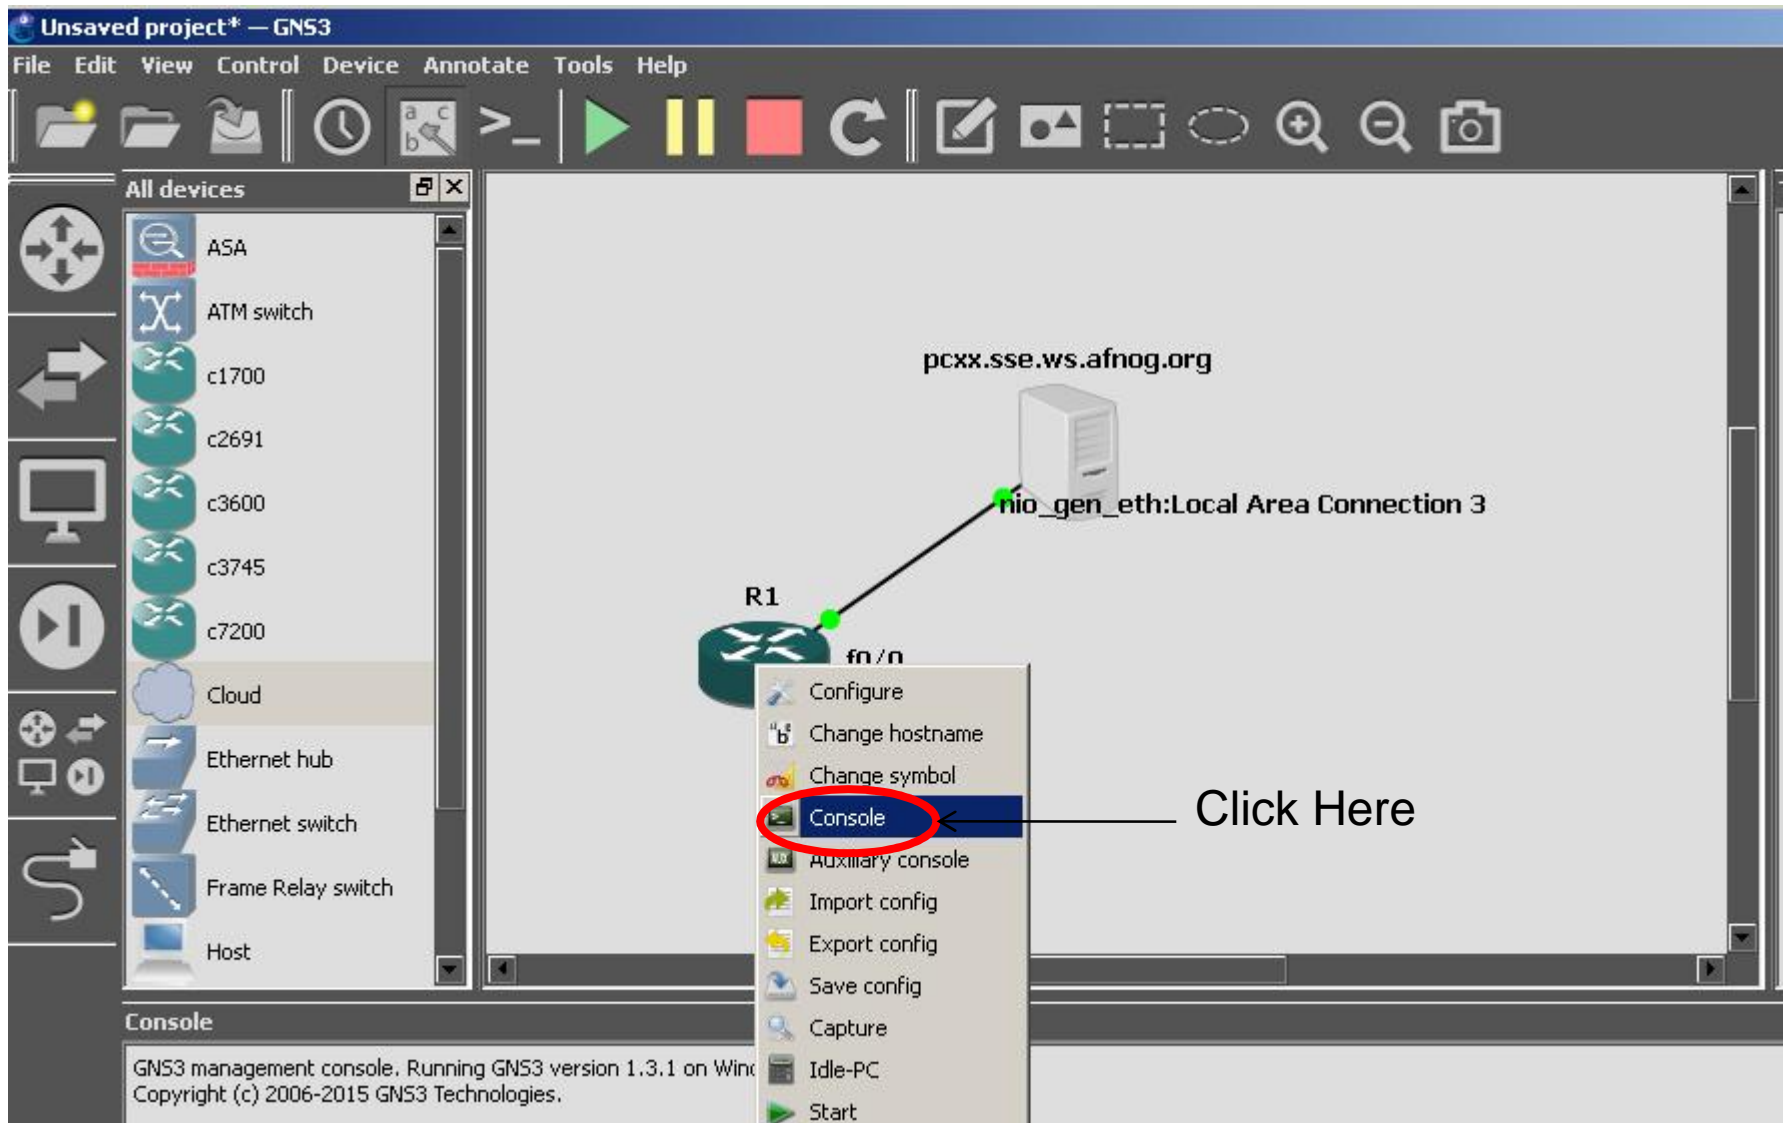 Unsaved project* — GNS3
File Edit View Control Device Annotate Tools Help
All devices
ASA
ATM switch
c1700
c2691
c3600
c3745
c7200
Cloud
Ethernet hub
Ethernet switch
Frame Relay switch
Host
pcxx.sse.ws.afnog.org
nio_gen_eth:Local Area Connection 3
R1
f0/0
Configure
Change hostname
Change symbol
Console
Click Here
Auxiliary console
Import config
Export config
Save config
Capture
Idle-PC
Start
Console
GNS3 management console. Running GNS3 version 1.3.1 on
Copyright (c) 2006-2015 GNS3 Technologies.